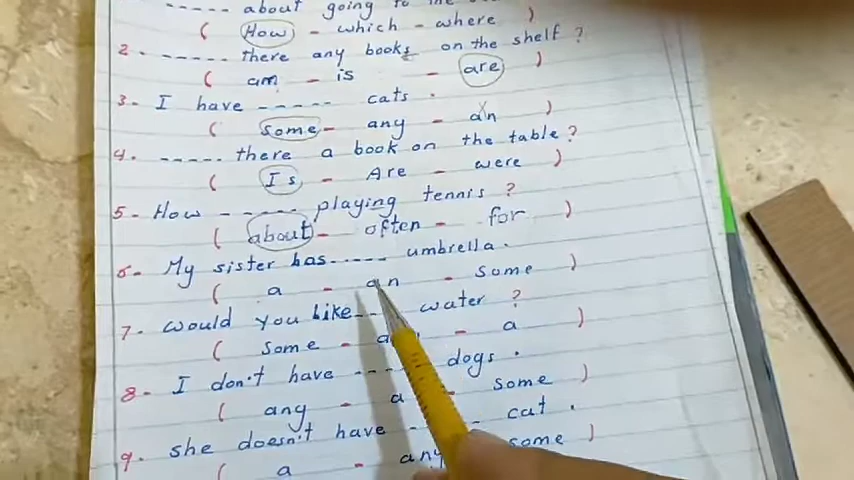 ------ about going to the
( How - which - where )
2- ------ there any books on the shelf ?
( am - is - are )
3- I have ------ cats .
( Some - any - an )
4- ------ there a book on the table ?
( Is - Are - were )
5- How ------ playing tennis ?
( about - often - for )
6- My sister has ------ umbrella .
( a - an - Some )
7- would you Like ---- water ?
( Some - a )
8- I don't have ---- dogs .
( any - Some )
9- she doesn't have ---- cat .
( a - any some )